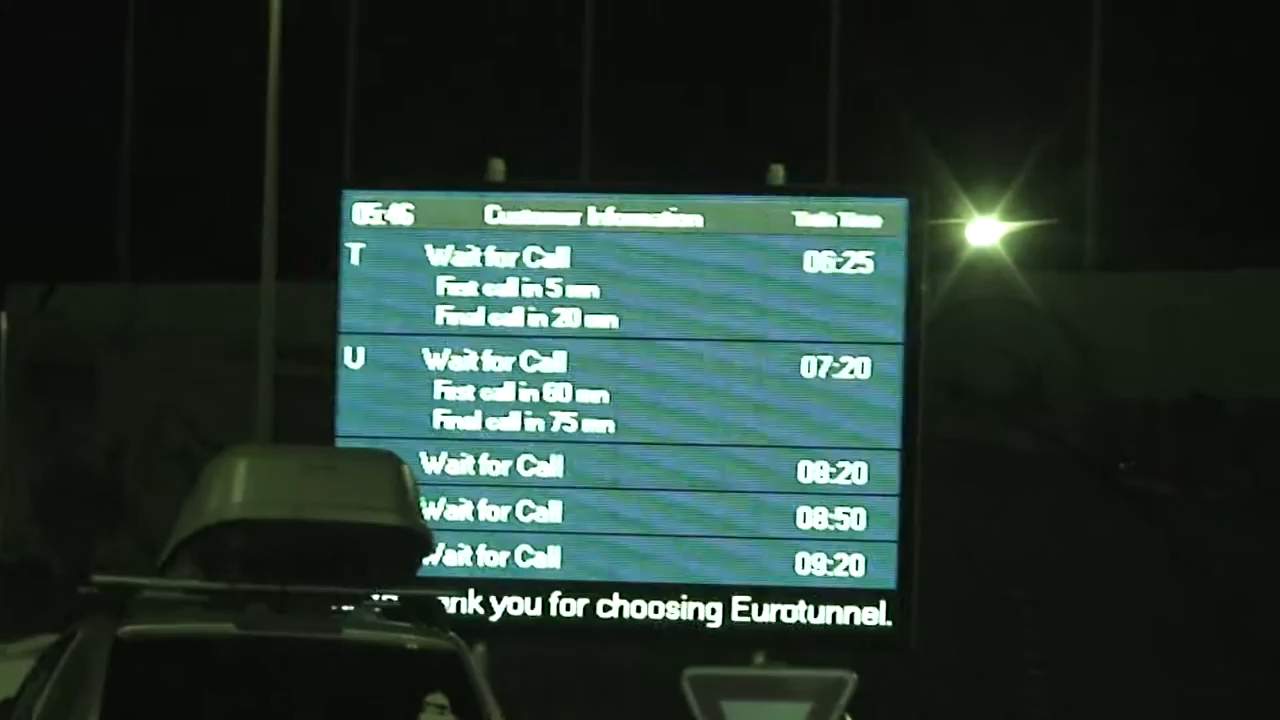 05:46 Customer Information Train Time
T Wait for Call 06:25
First call in 5 mn
Final call in 20 mn
U Wait for Call 07:20
First call in 60 mn
Final call in 75 mn
Wait for Call 08:20
Wait for Call 08:50
Wait for Call 09:20
ank you for choosing Eurotunnel.